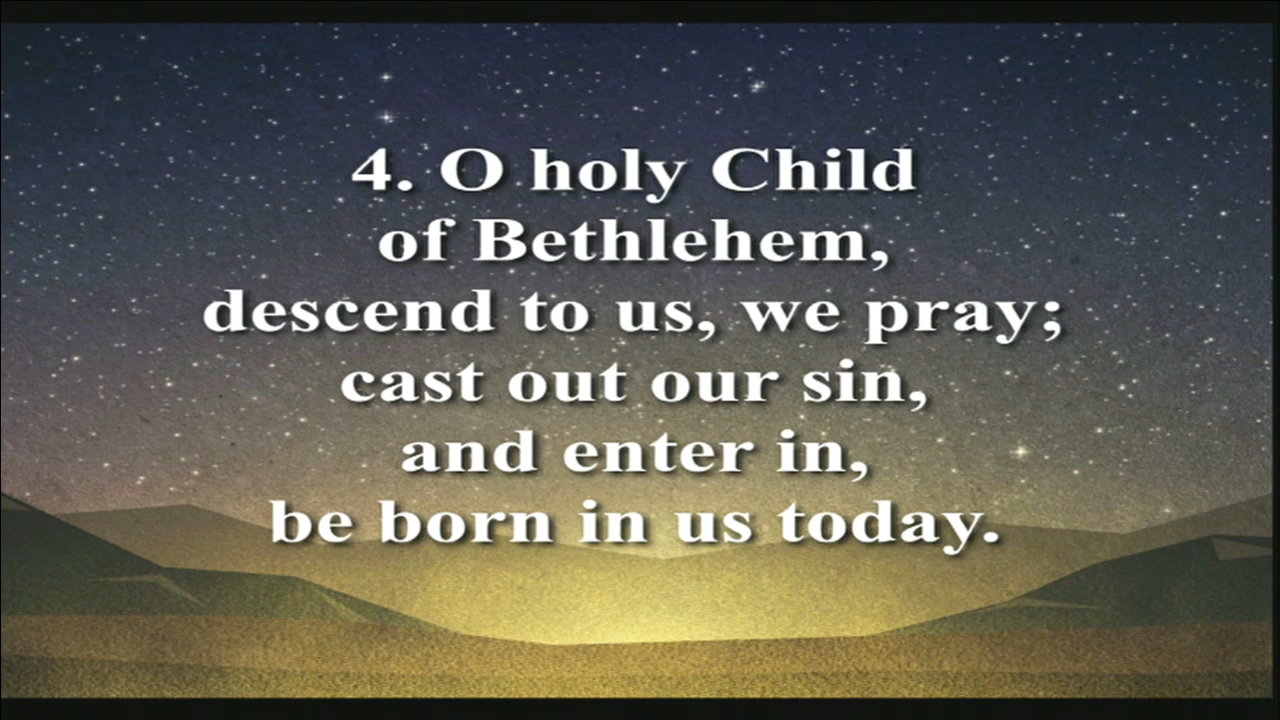 4. O holy Child
of Bethlehem,
descend to us, we pray;
cast out our sin,
and enter in,
be born in us today.